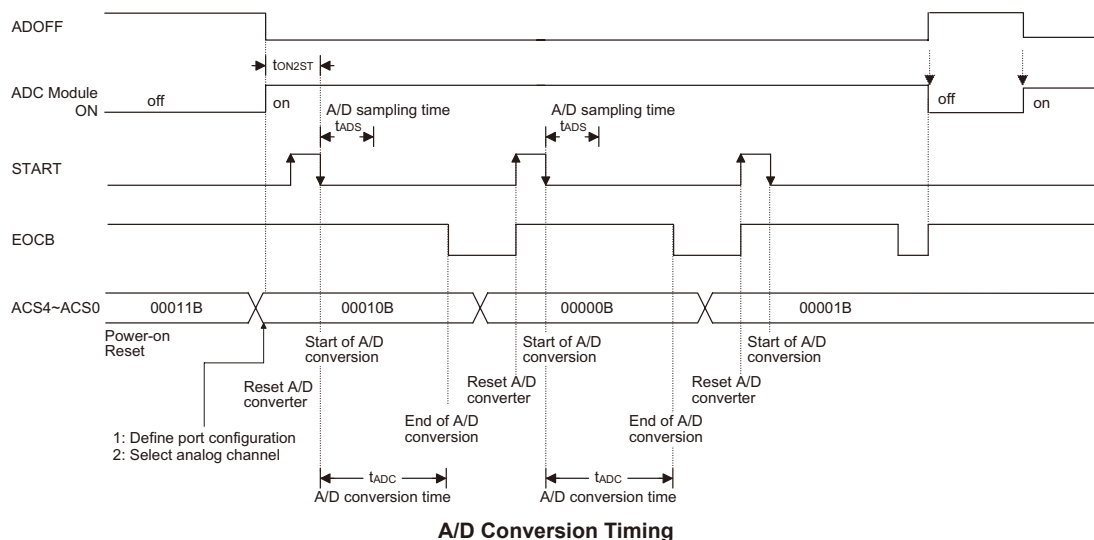 ADOFF
tON2ST
ADC Module
ON
off
on
off
on
A/D sampling time
tADS
A/D sampling time
tADS
START
EOCB
ACS4~ACS0
00011B
00010B
00000B
00001B
Power-on
Reset
Start of A/D
conversion
Start of A/D
conversion
Start of A/D
conversion
Reset A/D
converter
Reset A/D
converter
Reset A/D
converter
End of A/D
conversion
End of A/D
conversion
1: Define port configuration
2: Select analog channel
tADC
A/D conversion time
tADC
A/D conversion time
A/D Conversion Timing